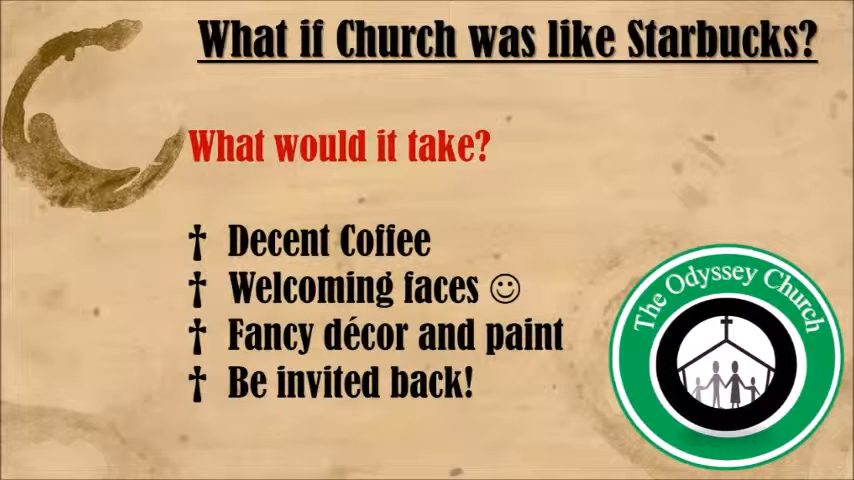 What if Church was like Starbucks?
What would it take?
† Decent Coffee
† Welcoming faces ☺
† Fancy décor and paint
† Be invited back!
The Odyssey Church